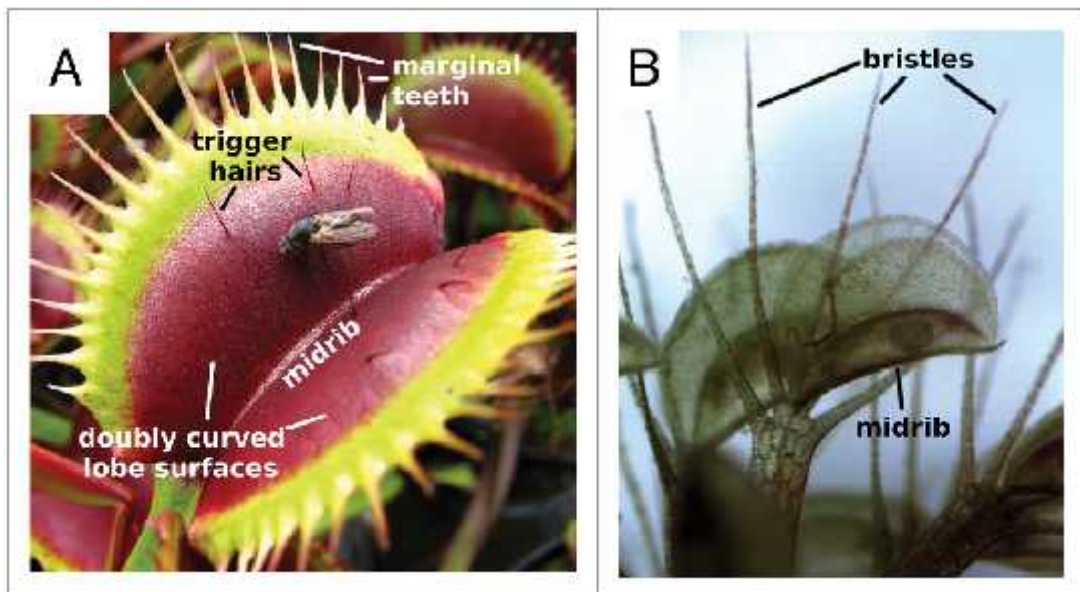 A
marginal
teeth
trigger
hairs
midrib
doubly curved
lobe surfaces
B
bristles
midrib